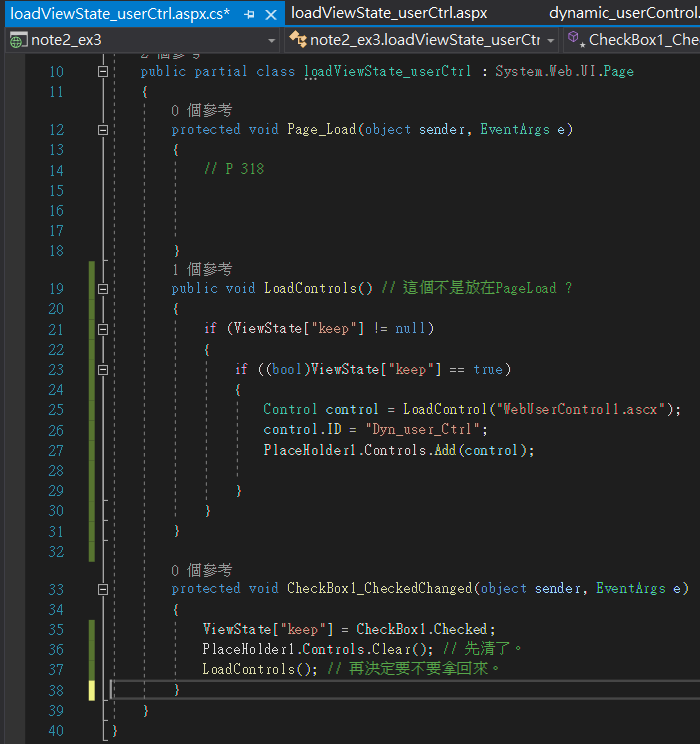 loadViewState_userCtrl.aspx.cs* loadViewState_userCtrl.aspx dynamic_userControl.
note2_ex3 note2_ex3.loadViewState_userCtr CheckBox1_Che
2 個參考
10 public partial class loadViewState_userCtrl : System.Web.UI.Page
11 {
0 個參考
12 protected void Page_Load(object sender, EventArgs e)
13 {
14 // P 318
15
16
17
18 }
1 個參考
19 public void LoadControls() // 這個不是放在PageLoad ?
20 {
21 if (ViewState["keep"] != null)
22 {
23 if ((bool)ViewState["keep"] == true)
24 {
25 Control control = LoadControl("WebUserControl1.ascx");
26 control.ID = "Dyn_user_Ctrl";
27 PlaceHolder1.Controls.Add(control);
28
29 }
30 }
31 }
32
0 個參考
33 protected void CheckBox1_CheckedChanged(object sender, EventArgs e)
34 {
35 ViewState["keep"] = CheckBox1.Checked;
36 PlaceHolder1.Controls.Clear(); // 先清了。
37 LoadControls(); // 再決定要不要拿回來。
38 }
39 }
40 }